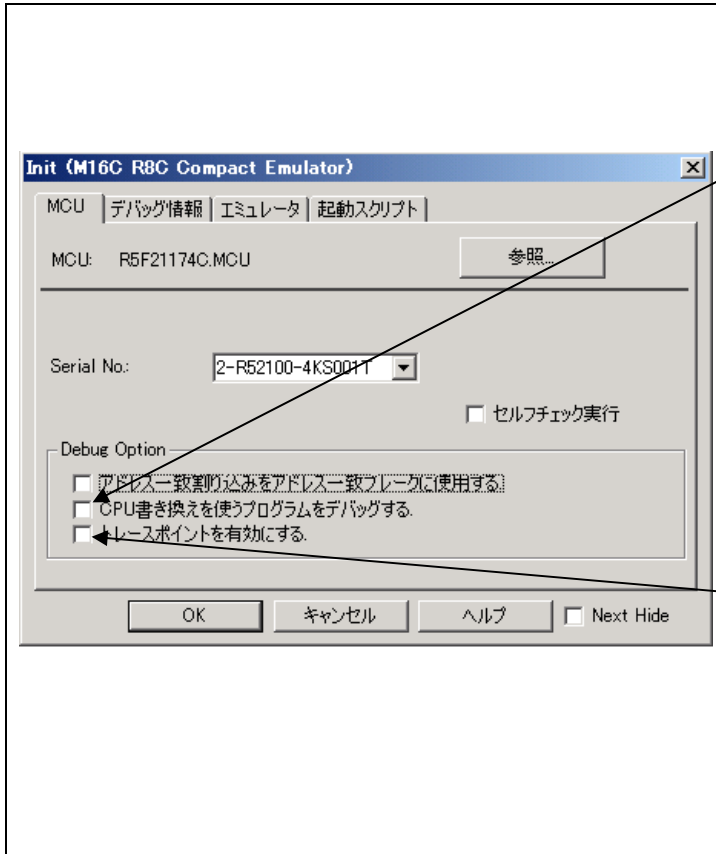 Init (M16C R8C Compact Emulator)
MCU デバッグ情報 エミュレータ 起動スクリプト
MCU: R5F21174C.MCU 参照...
Serial No.: 2-R52100-4KS001T
セルフチェック実行
Debug Option
アドレス一致割り込みをアドレス一致ブレークに使用する.
CPU書き換えを使うプログラムをデバッグする.
トレースポイントを有効にする.
OK キャンセル ヘルプ Next Hide